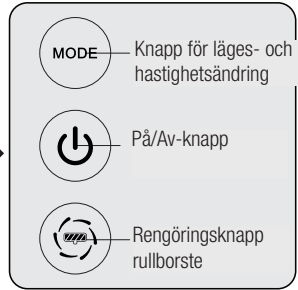 MODE
Knapp för läges- och
hastighetsändring
På/Av-knapp
Rengöringsknapp
rullborste